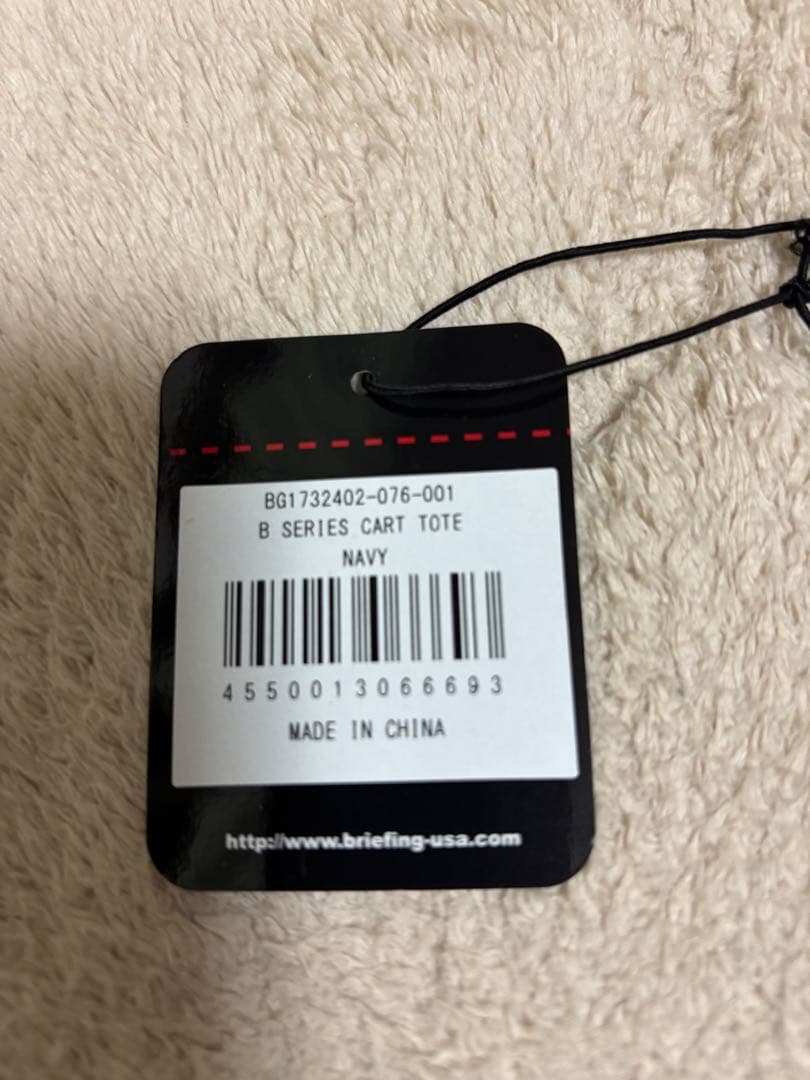 BG1732402-076-001
B SERIES CART TOTE
NAVY
4550013066693
MADE IN CHINA
http://www.briefing-usa.com